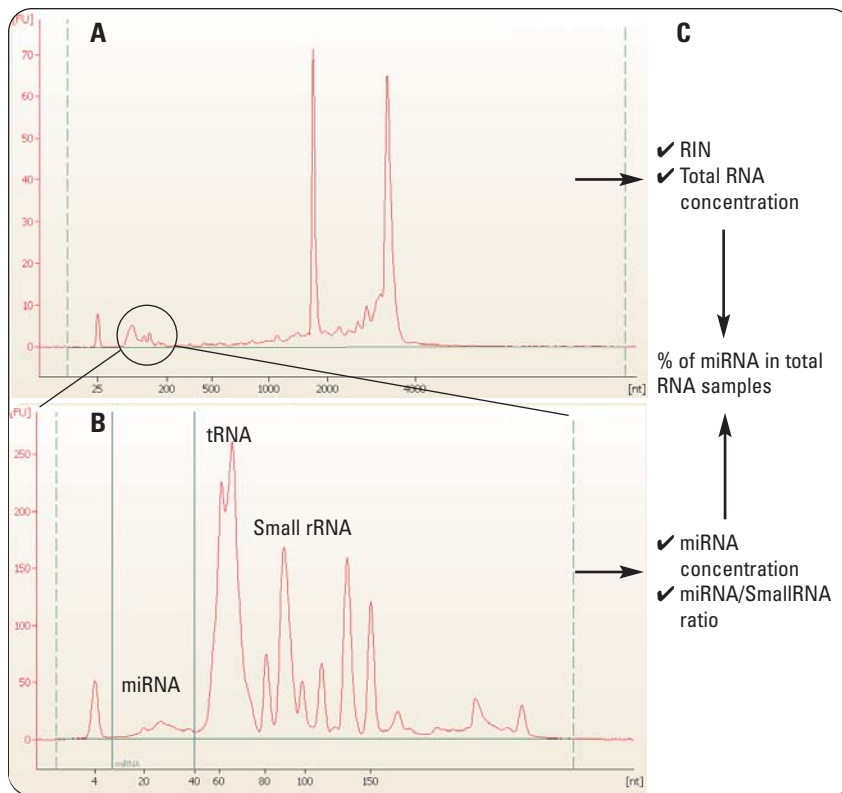 A
C
[FU]
70
60
50
40
30
20
10
0
25 200 500 1000 2000 4000 [nt]
✔ RIN
✔ Total RNA
concentration
% of miRNA in total
RNA samples
B
[FU]
250
200
150
100
50
0
tRNA
Small rRNA
miRNA
miRNA
4 20 40 60 80 100 150 [nt]
✔ miRNA
concentration
✔ miRNA/SmallRNA
ratio